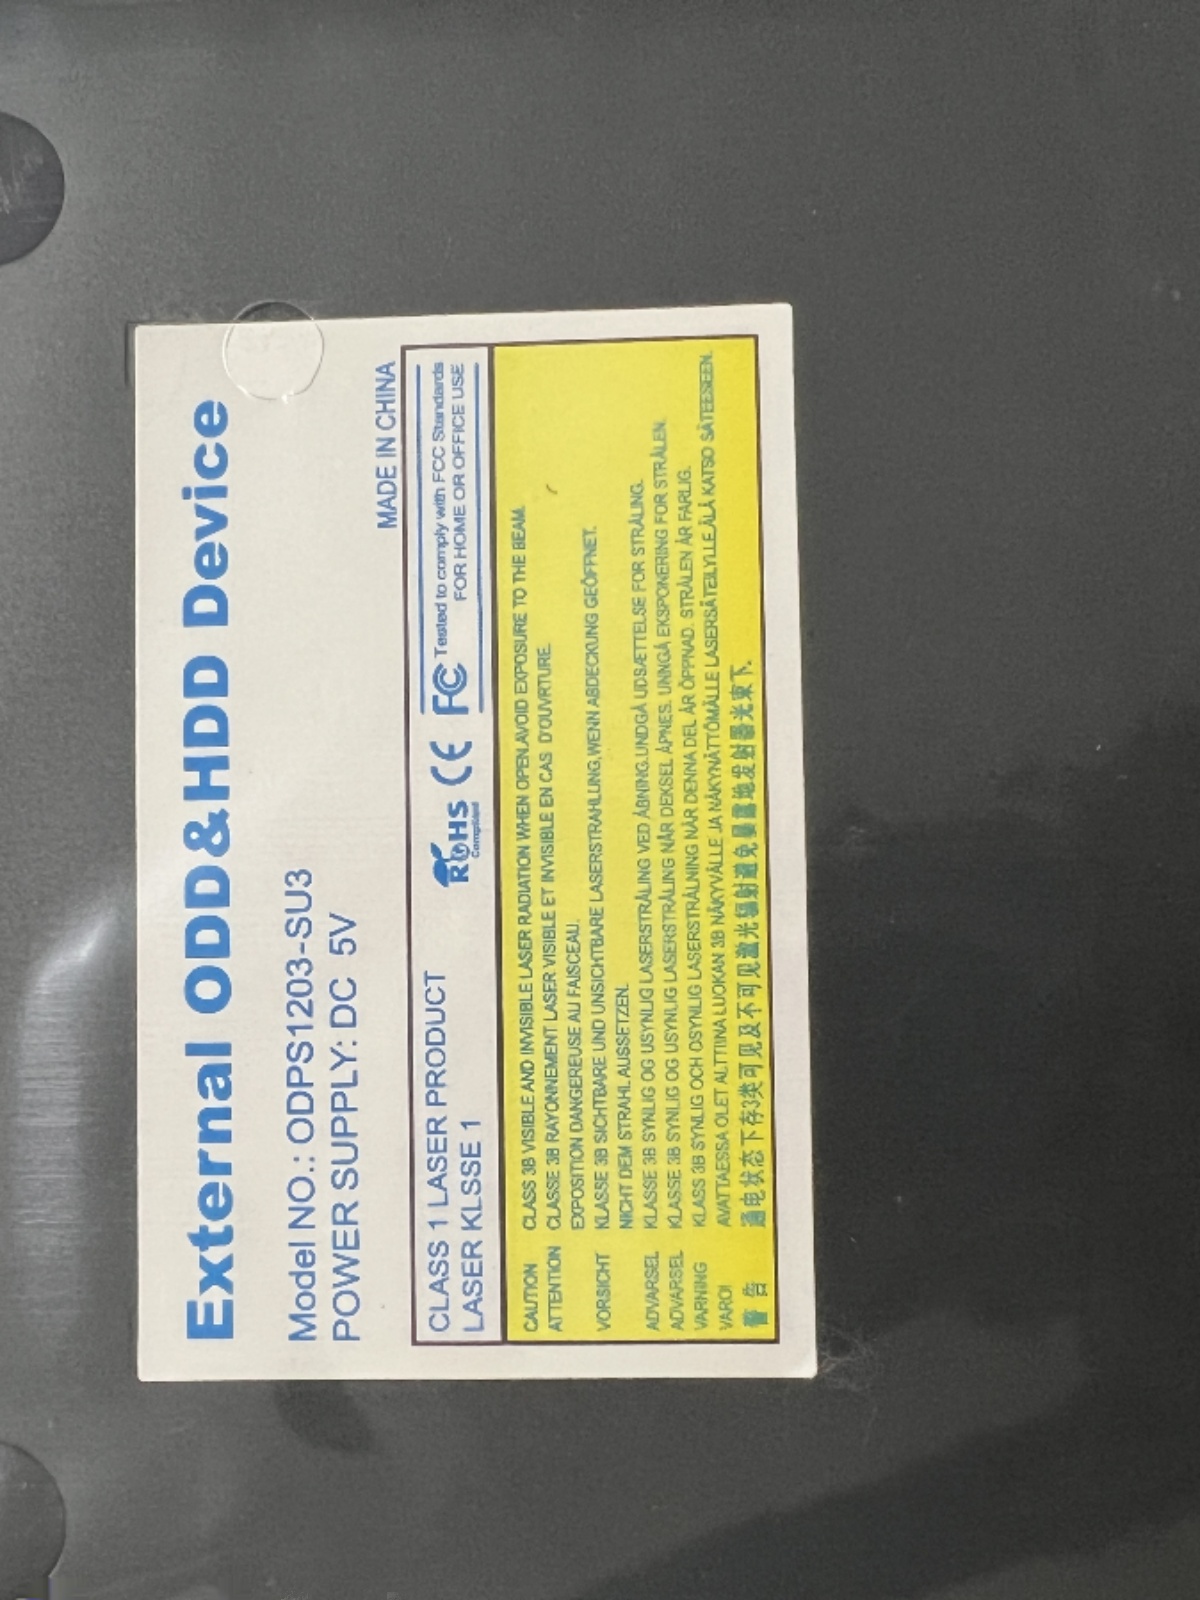 External ODD&HDD Device
Model NO.: ODPS1203-SU3
POWER SUPPLY: DC 5V
MADE IN CHINA
CLASS 1 LASER PRODUCT
LASER KLSSE 1
RoHS
Compliant
CE
FC
Tested to comply with FCC Standards
FOR HOME OR OFFICE USE
CAUTION CLASS 3B VISIBLE AND INVISIBLE LASER RADIATION WHEN OPEN.AVOID EXPOSURE TO THE BEAM.
ATTENTION CLASSE 3B RAYONNEMENT LASER VISIBLE ET INVISIBLE EN CAS D'OUVRTURE.
EXPOSITION DANGEREUSE AU FAISCEAU.
VORSICHT KLASSE 3B SICHTBARE UND UNSICHTBARE LASERSTRAHLUNG,WENN ABDECKUNG GEÖFFNET.
NICHT DEM STRAHL AUSSETZEN.
ADVARSEL KLASSE 3B SYNLIG OG USYNLIG LASERSTRÅLING VED ÅBNING.UNDGÅ UDSÆTTELSE FOR STRÅLING.
ADVARSEL KLASSE 3B SYNLIG OG USYNLIG LASERSTRÅLING NÅR DEKSEL ÅPNES. UNNGÅ EKSPONERING FOR STRÅLEN.
VARNING KLASS 3B SYNLIG OCH OSYNLIG LASERSTRÅLNING NÅR DENNA DEL ÅR ÖPPNAD. STRÅLEN ÅR FARLIG.
VARO! AVATTAESSA OLET ALTTIINA LUOKAN 3B NÄKYVÄLLE JA NÄKYNÄTTÖMÄLLE LASERSÄTEILYLLE.ÄLÄ KATSO SÄTEESEEN.
警告 通电状态下存3类可见及不可见激光辐射避免暴露地发射器光束下.